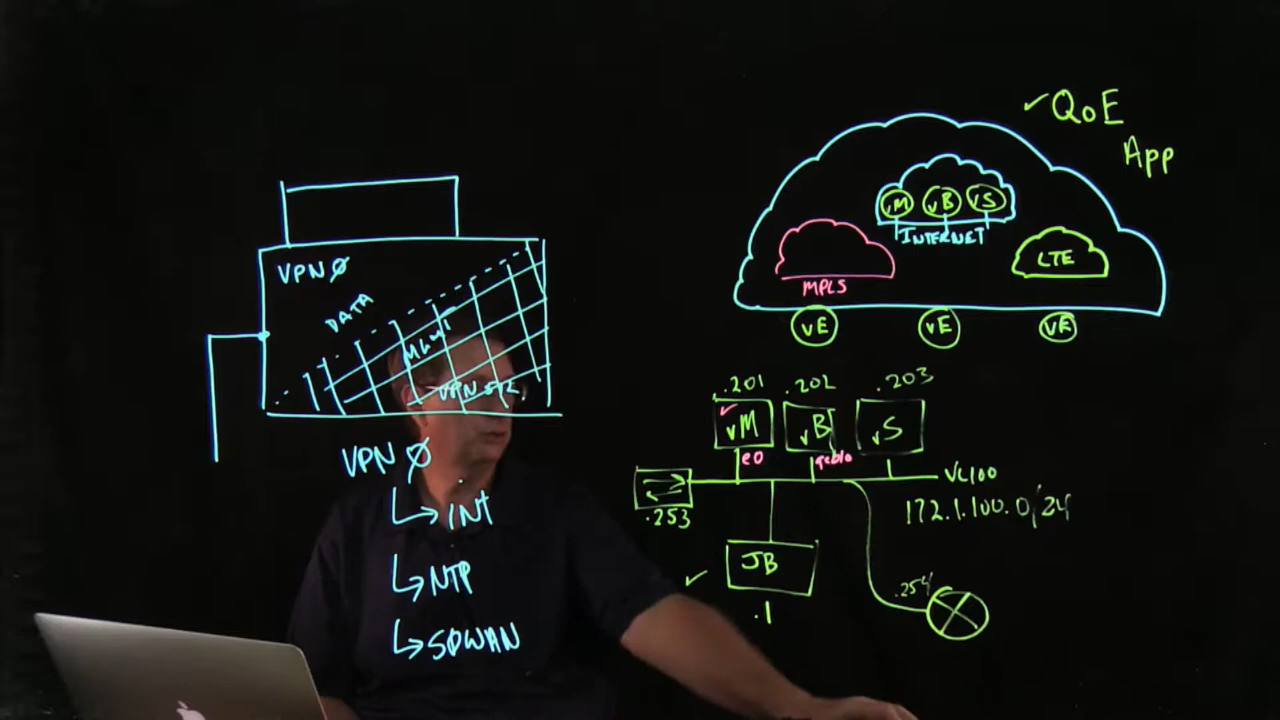 VPN Ø
DATA
MGMT
VPN 512
VPN Ø
INT
NTP
SDWAN
✓ QoE
App
vM vB vS
INTERNET
MPLS
LTE
vE vE vE
.201 .202 .203
✓ vM vB vS
e0
VL100
172.1.100.0/24
.253
JB
✓
.1
.254